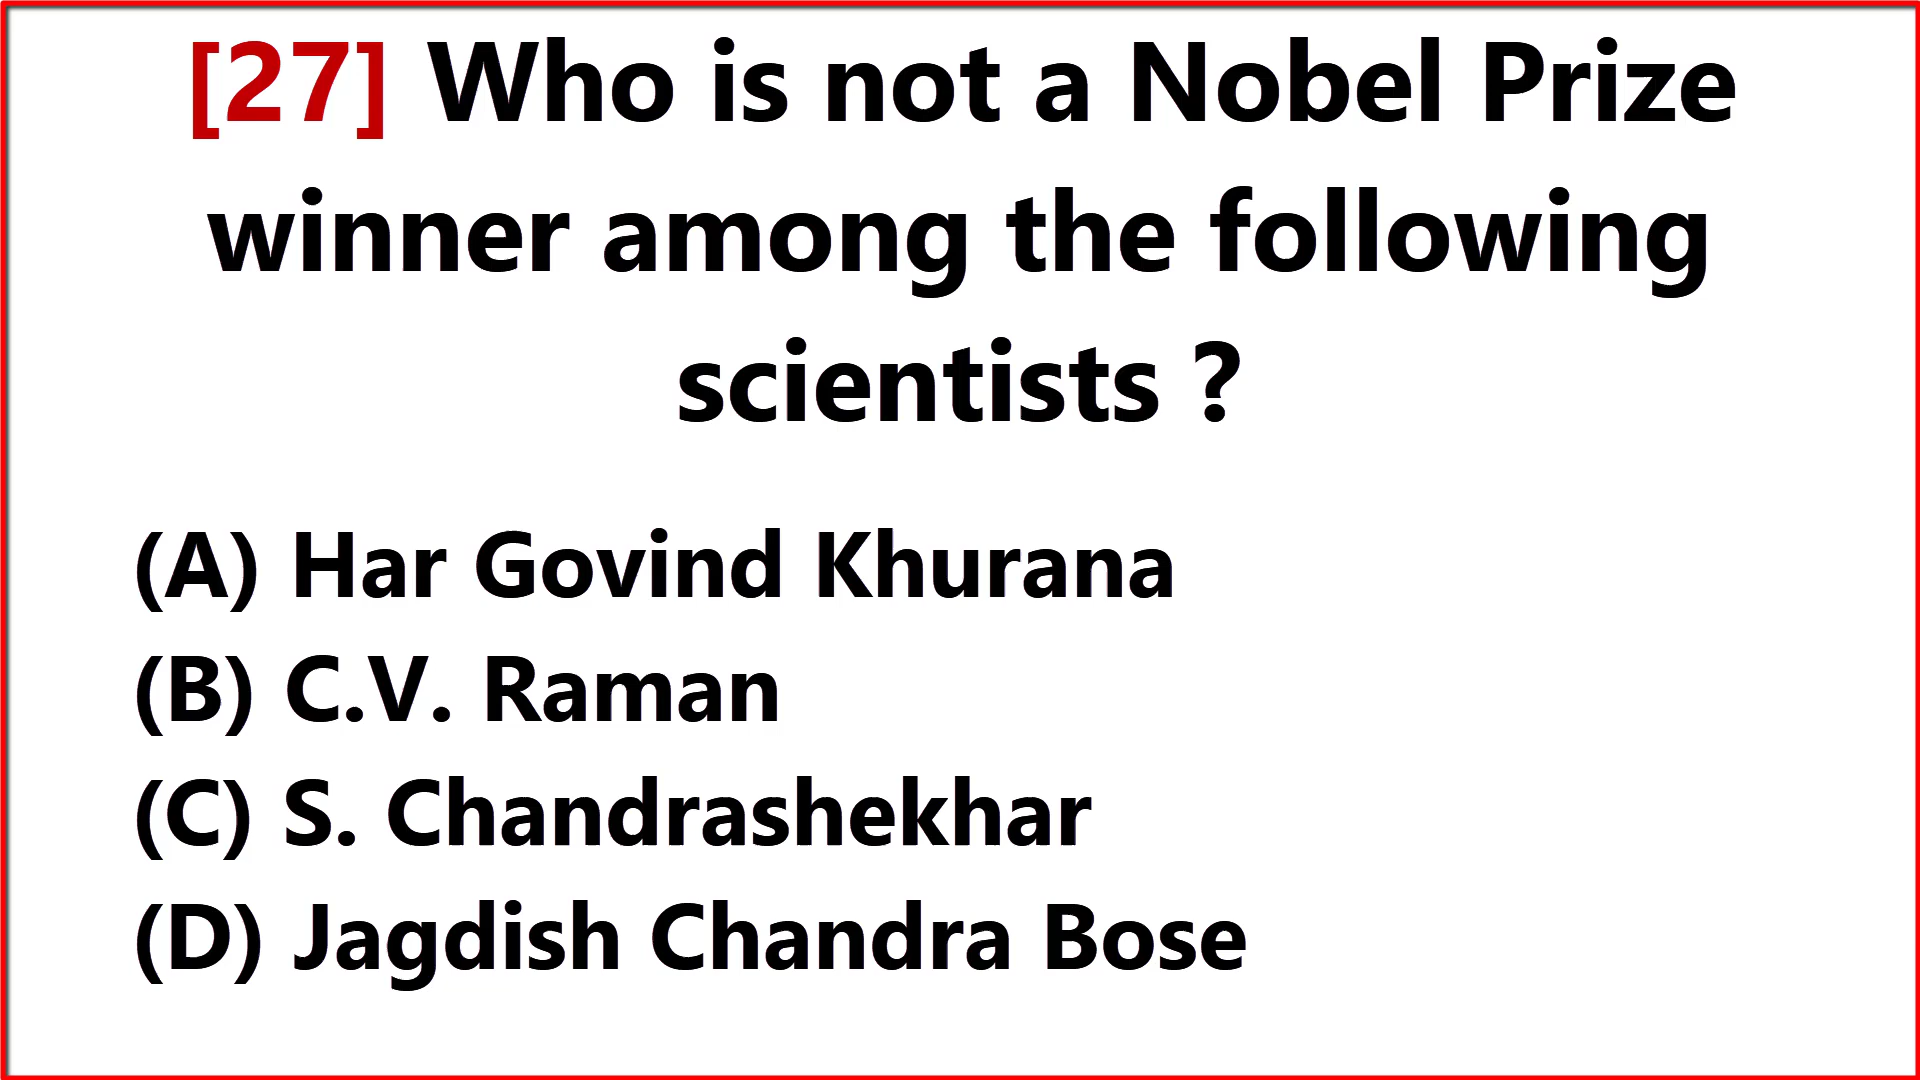 [27] Who is not a Nobel Prize
winner among the following
scientists ?
(A) Har Govind Khurana
(B) C.V. Raman
(C) S. Chandrashekhar
(D) Jagdish Chandra Bose